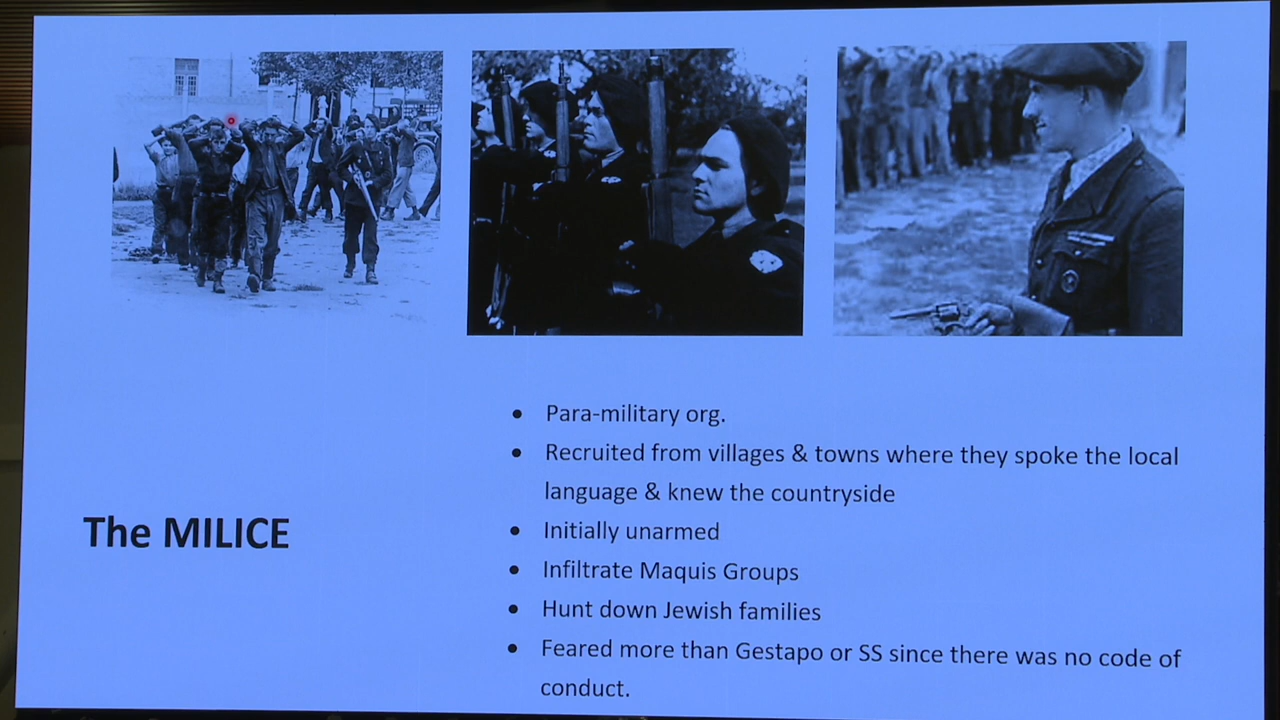 The MILICE
Para-military org.
Recruited from villages & towns where they spoke the local
language & knew the countryside
Initially unarmed
Infiltrate Maquis Groups
Hunt down Jewish families
Feared more than Gestapo or SS since there was no code of
conduct.